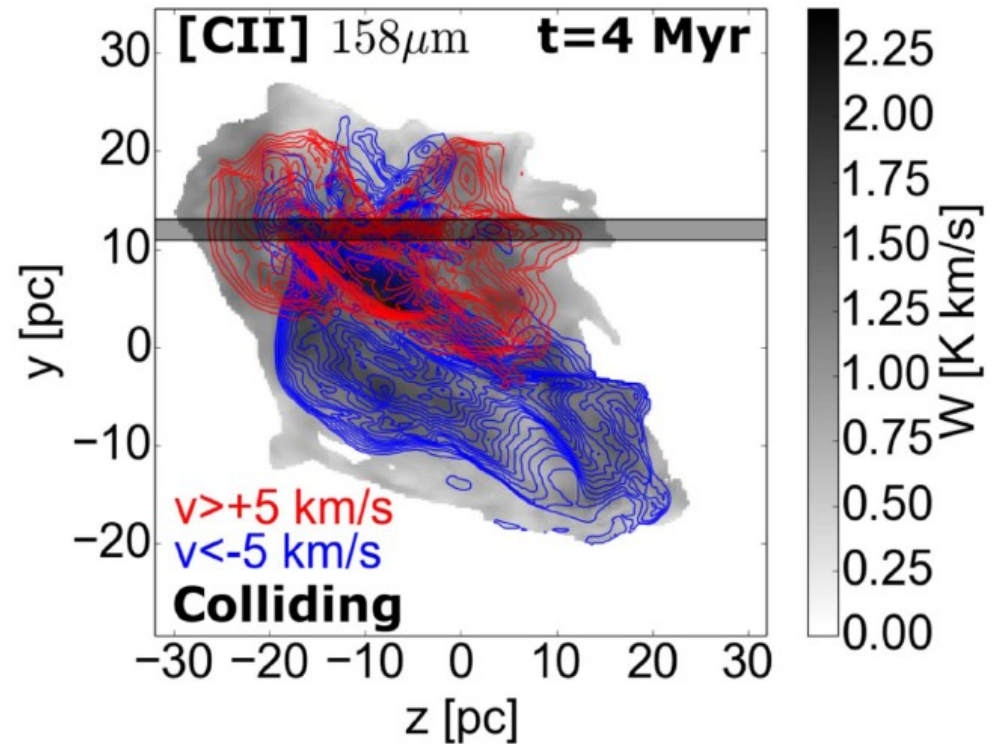 [CII] 158μm t=4 Myr
30
20
10
0
−10
−20
y [pc]
v>+5 km/s
v<-5 km/s
Colliding
−30 −20 −10 0 10 20 30
z [pc]
2.25
2.00
1.75
1.50
1.25
1.00
0.75
0.50
0.25
0.00
W [K km/s]